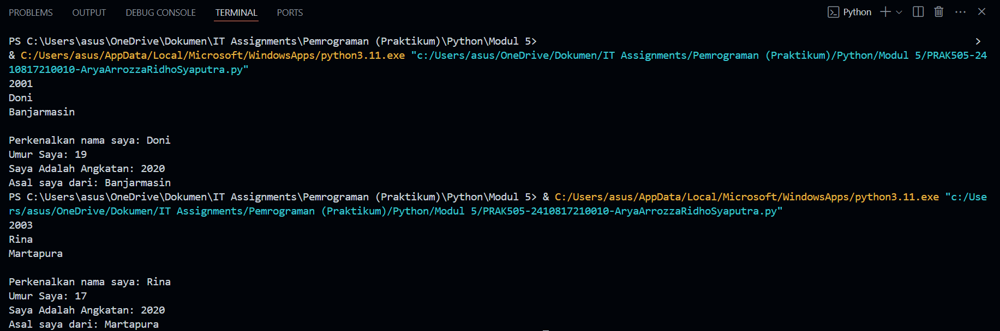 PROBLEMS OUTPUT DEBUG CONSOLE TERMINAL PORTS Python
PS C:\Users\asus\OneDrive\Dokumen\IT Assignments\Pemrograman (Praktikum)\Python\Modul 5> >
& C:/Users/asus/AppData/Local/Microsoft/WindowsApps/python3.11.exe "c:/Users/asus/OneDrive/Dokumen/IT Assignments/Pemrograman (Praktikum)/Python/Modul 5/PRAK505-24
10817210010-AryaArrozzaRidhoSyaputra.py"
2001
Doni
Banjarmasin

Perkenalkan nama saya: Doni
Umur Saya: 19
Saya Adalah Angkatan: 2020
Asal saya dari: Banjarmasin
PS C:\Users\asus\OneDrive\Dokumen\IT Assignments\Pemrograman (Praktikum)\Python\Modul 5> & C:/Users/asus/AppData/Local/Microsoft/WindowsApps/python3.11.exe "c:/Use
rs/asus/OneDrive/Dokumen/IT Assignments/Pemrograman (Praktikum)/Python/Modul 5/PRAK505-2410817210010-AryaArrozzaRidhoSyaputra.py"
2003
Rina
Martapura

Perkenalkan nama saya: Rina
Umur Saya: 17
Saya Adalah Angkatan: 2020
Asal saya dari: Martapura